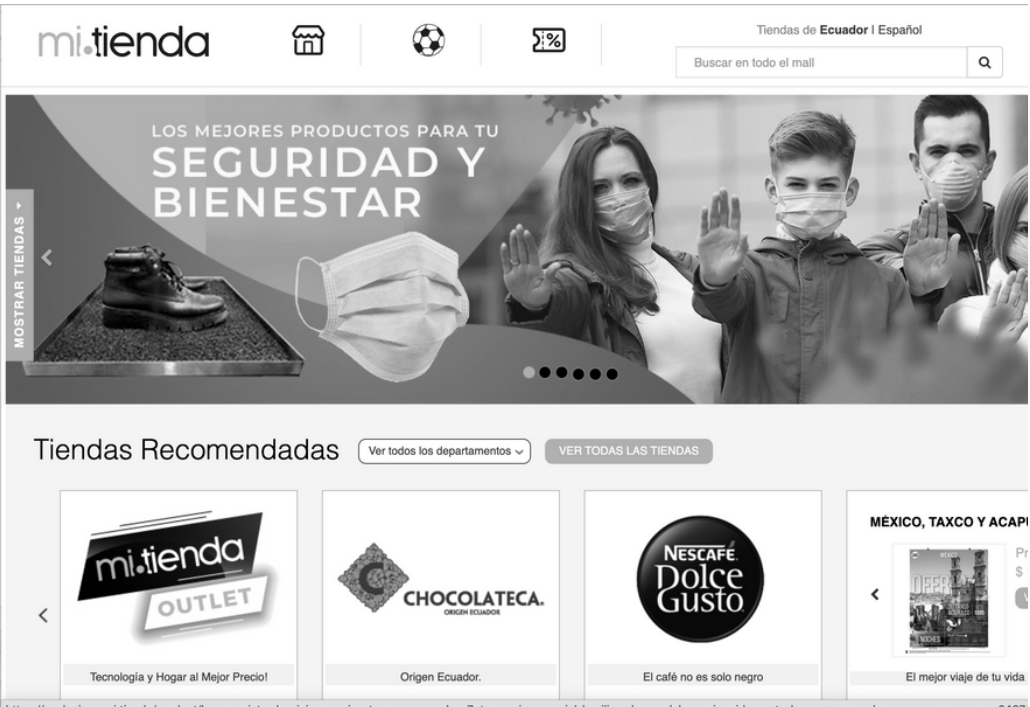 mi.tienda
Tiendas de Ecuador | Español
Buscar en todo el mall
MOSTRAR TIENDAS
LOS MEJORES PRODUCTOS PARA TU
SEGURIDAD Y
BIENESTAR
Tiendas Recomendadas
Ver todos los departamentos
VER TODAS LAS TIENDAS
mi.tienda
OUTLET
Tecnología y Hogar al Mejor Precio!
CHOCOLATECA.
ORIGEN ECUADOR
Origen Ecuador.
NESCAFÉ
Dolce
Gusto
El café no es solo negro
MÉXICO, TAXCO Y ACAPU
MÉXICO
Pr
$
NOCHES
El mejor viaje de tu vida